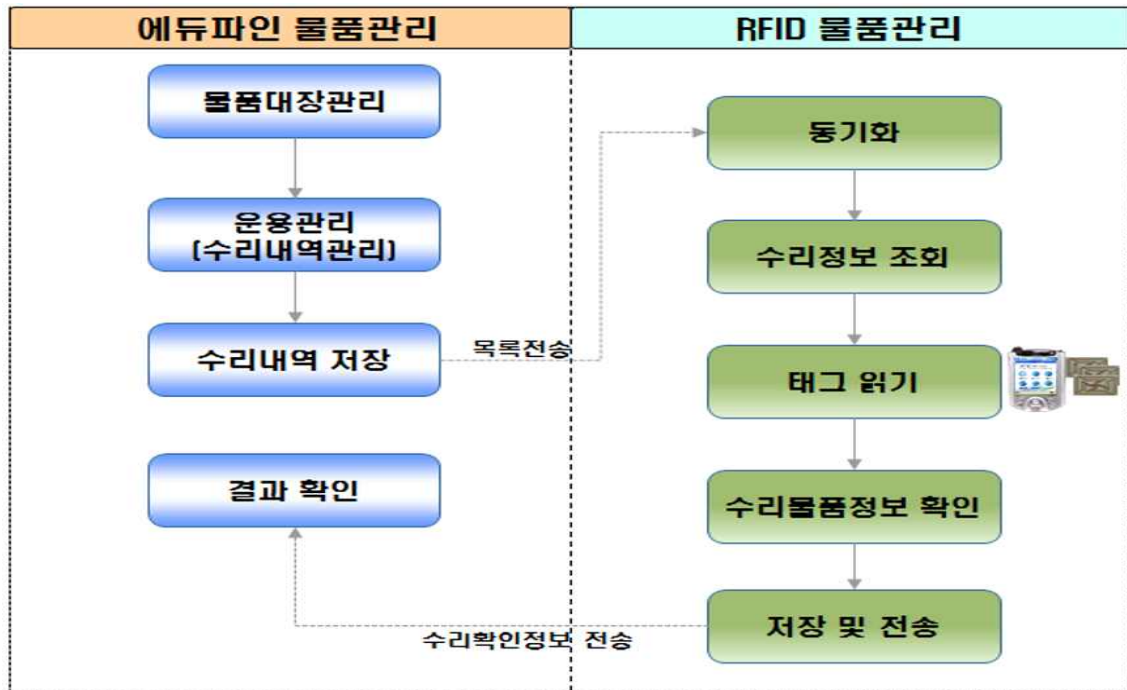 에듀파인 물품관리
RFID 물품관리
물품대장관리
운용관리
(수리내역관리)
수리내역 저장
목록전송
결과 확인
동기화
수리정보 조회
태그 읽기
수리물품정보 확인
저장 및 전송
수리확인정보 전송